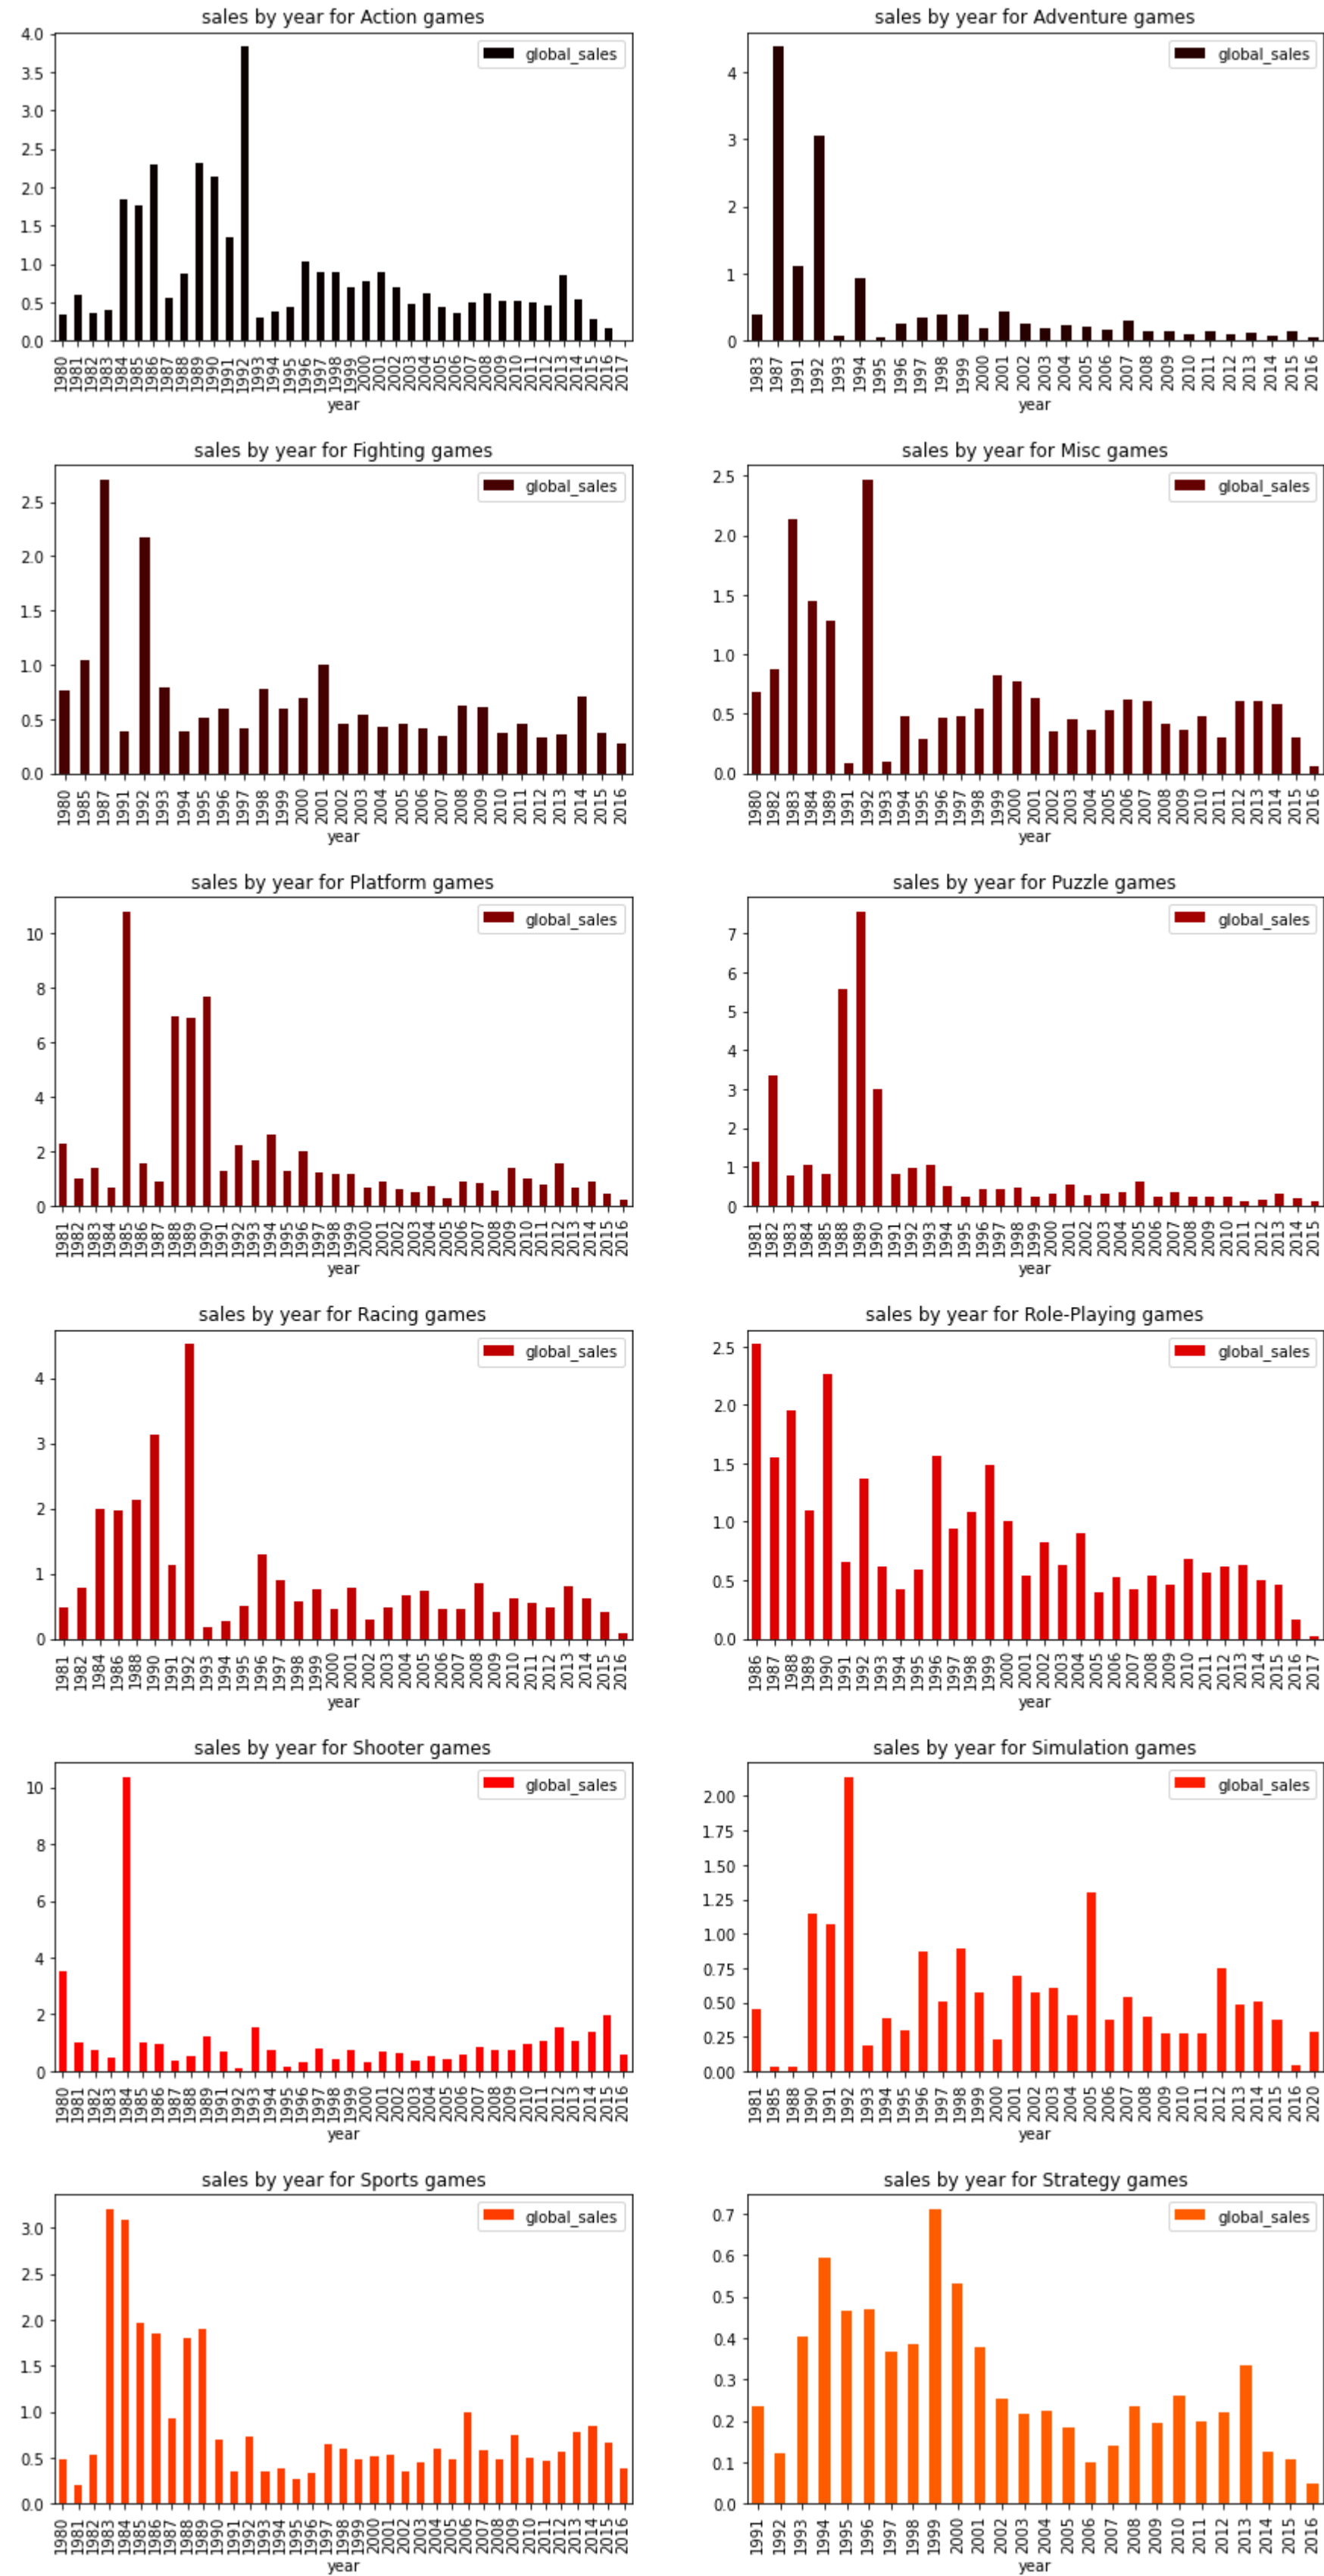 sales by year for Action games
global_sales
4.0
3.5
3.0
2.5
2.0
1.5
1.0
0.5
0.0
1980 1981 1982 1983 1984 1985 1986 1987 1988 1989 1990 1991 1992 1993 1994 1995 1996 1997 1998 1999 2000 2001 2002 2003 2004 2005 2006 2007 2008 2009 2010 2011 2012 2013 2014 2015 2016 2017
year
sales by year for Adventure games
global_sales
4
3
2
1
0
1983 1987 1991 1992 1993 1994 1995 1996 1997 1998 1999 2000 2001 2002 2003 2004 2005 2006 2007 2008 2009 2010 2011 2012 2013 2014 2015 2016
year
sales by year for Fighting games
global_sales
2.5
2.0
1.5
1.0
0.5
0.0
1980 1985 1987 1991 1992 1993 1994 1995 1996 1997 1998 1999 2000 2001 2002 2003 2004 2005 2006 2007 2008 2009 2010 2011 2012 2013 2014 2015 2016
year
sales by year for Misc games
global_sales
2.5
2.0
1.5
1.0
0.5
0.0
1980 1982 1983 1984 1989 1991 1992 1993 1994 1995 1996 1997 1998 1999 2000 2001 2002 2003 2004 2005 2006 2007 2008 2009 2010 2011 2012 2013 2014 2015 2016
year
sales by year for Platform games
global_sales
10
8
6
4
2
0
1981 1982 1983 1984 1985 1986 1987 1988 1989 1990 1991 1992 1993 1994 1995 1996 1997 1998 1999 2000 2001 2002 2003 2004 2005 2006 2007 2008 2009 2010 2011 2012 2013 2014 2015 2016
year
sales by year for Puzzle games
global_sales
7
6
5
4
3
2
1
0
1981 1982 1983 1984 1985 1988 1989 1990 1991 1992 1993 1994 1995 1996 1997 1998 1999 2000 2001 2002 2003 2004 2005 2006 2007 2008 2009 2010 2011 2012 2013 2014 2015
year
sales by year for Racing games
global_sales
4
3
2
1
0
1981 1982 1984 1986 1988 1990 1991 1992 1993 1994 1995 1996 1997 1998 1999 2000 2001 2002 2003 2004 2005 2006 2007 2008 2009 2010 2011 2012 2013 2014 2015 2016
year
sales by year for Role-Playing games
global_sales
2.5
2.0
1.5
1.0
0.5
0.0
1986 1987 1988 1989 1990 1991 1992 1993 1994 1995 1996 1997 1998 1999 2000 2001 2002 2003 2004 2005 2006 2007 2008 2009 2010 2011 2012 2013 2014 2015 2016 2017
year
sales by year for Shooter games
global_sales
10
8
6
4
2
0
1980 1981 1982 1983 1984 1985 1986 1987 1988 1989 1991 1992 1993 1994 1995 1996 1997 1998 1999 2000 2001 2002 2003 2004 2005 2006 2007 2008 2009 2010 2011 2012 2013 2014 2015 2016
year
sales by year for Simulation games
global_sales
2.00
1.75
1.50
1.25
1.00
0.75
0.50
0.25
0.00
1981 1985 1988 1990 1991 1992 1993 1994 1995 1996 1997 1998 1999 2000 2001 2002 2003 2004 2005 2006 2007 2008 2009 2010 2011 2012 2013 2014 2015 2016 2020
year
sales by year for Sports games
global_sales
3.0
2.5
2.0
1.5
1.0
0.5
0.0
1980 1981 1982 1983 1984 1985 1986 1987 1988 1989 1990 1991 1992 1993 1994 1995 1996 1997 1998 1999 2000 2001 2002 2003 2004 2005 2006 2007 2008 2009 2010 2011 2012 2013 2014 2015 2016
year
sales by year for Strategy games
global_sales
0.7
0.6
0.5
0.4
0.3
0.2
0.1
0.0
1991 1992 1993 1994 1995 1996 1997 1998 1999 2000 2001 2002 2003 2004 2005 2006 2007 2008 2009 2010 2011 2012 2013 2014 2015 2016
year